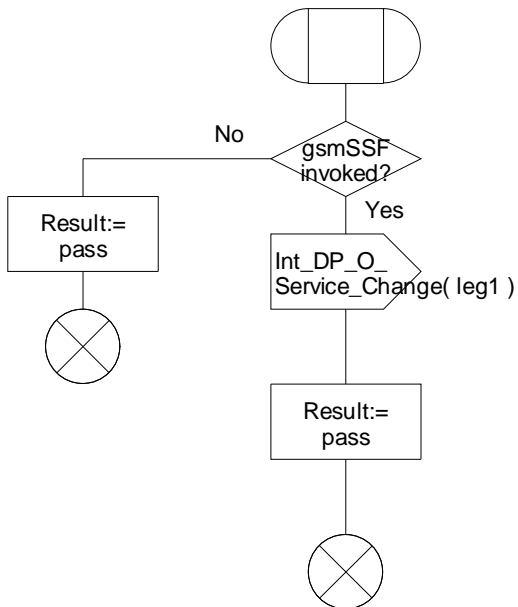 No
gsmSSF
invoked?
Yes
Result:=
pass
Int_DP_O_
Service_Change( leg1 )
Result:=
pass